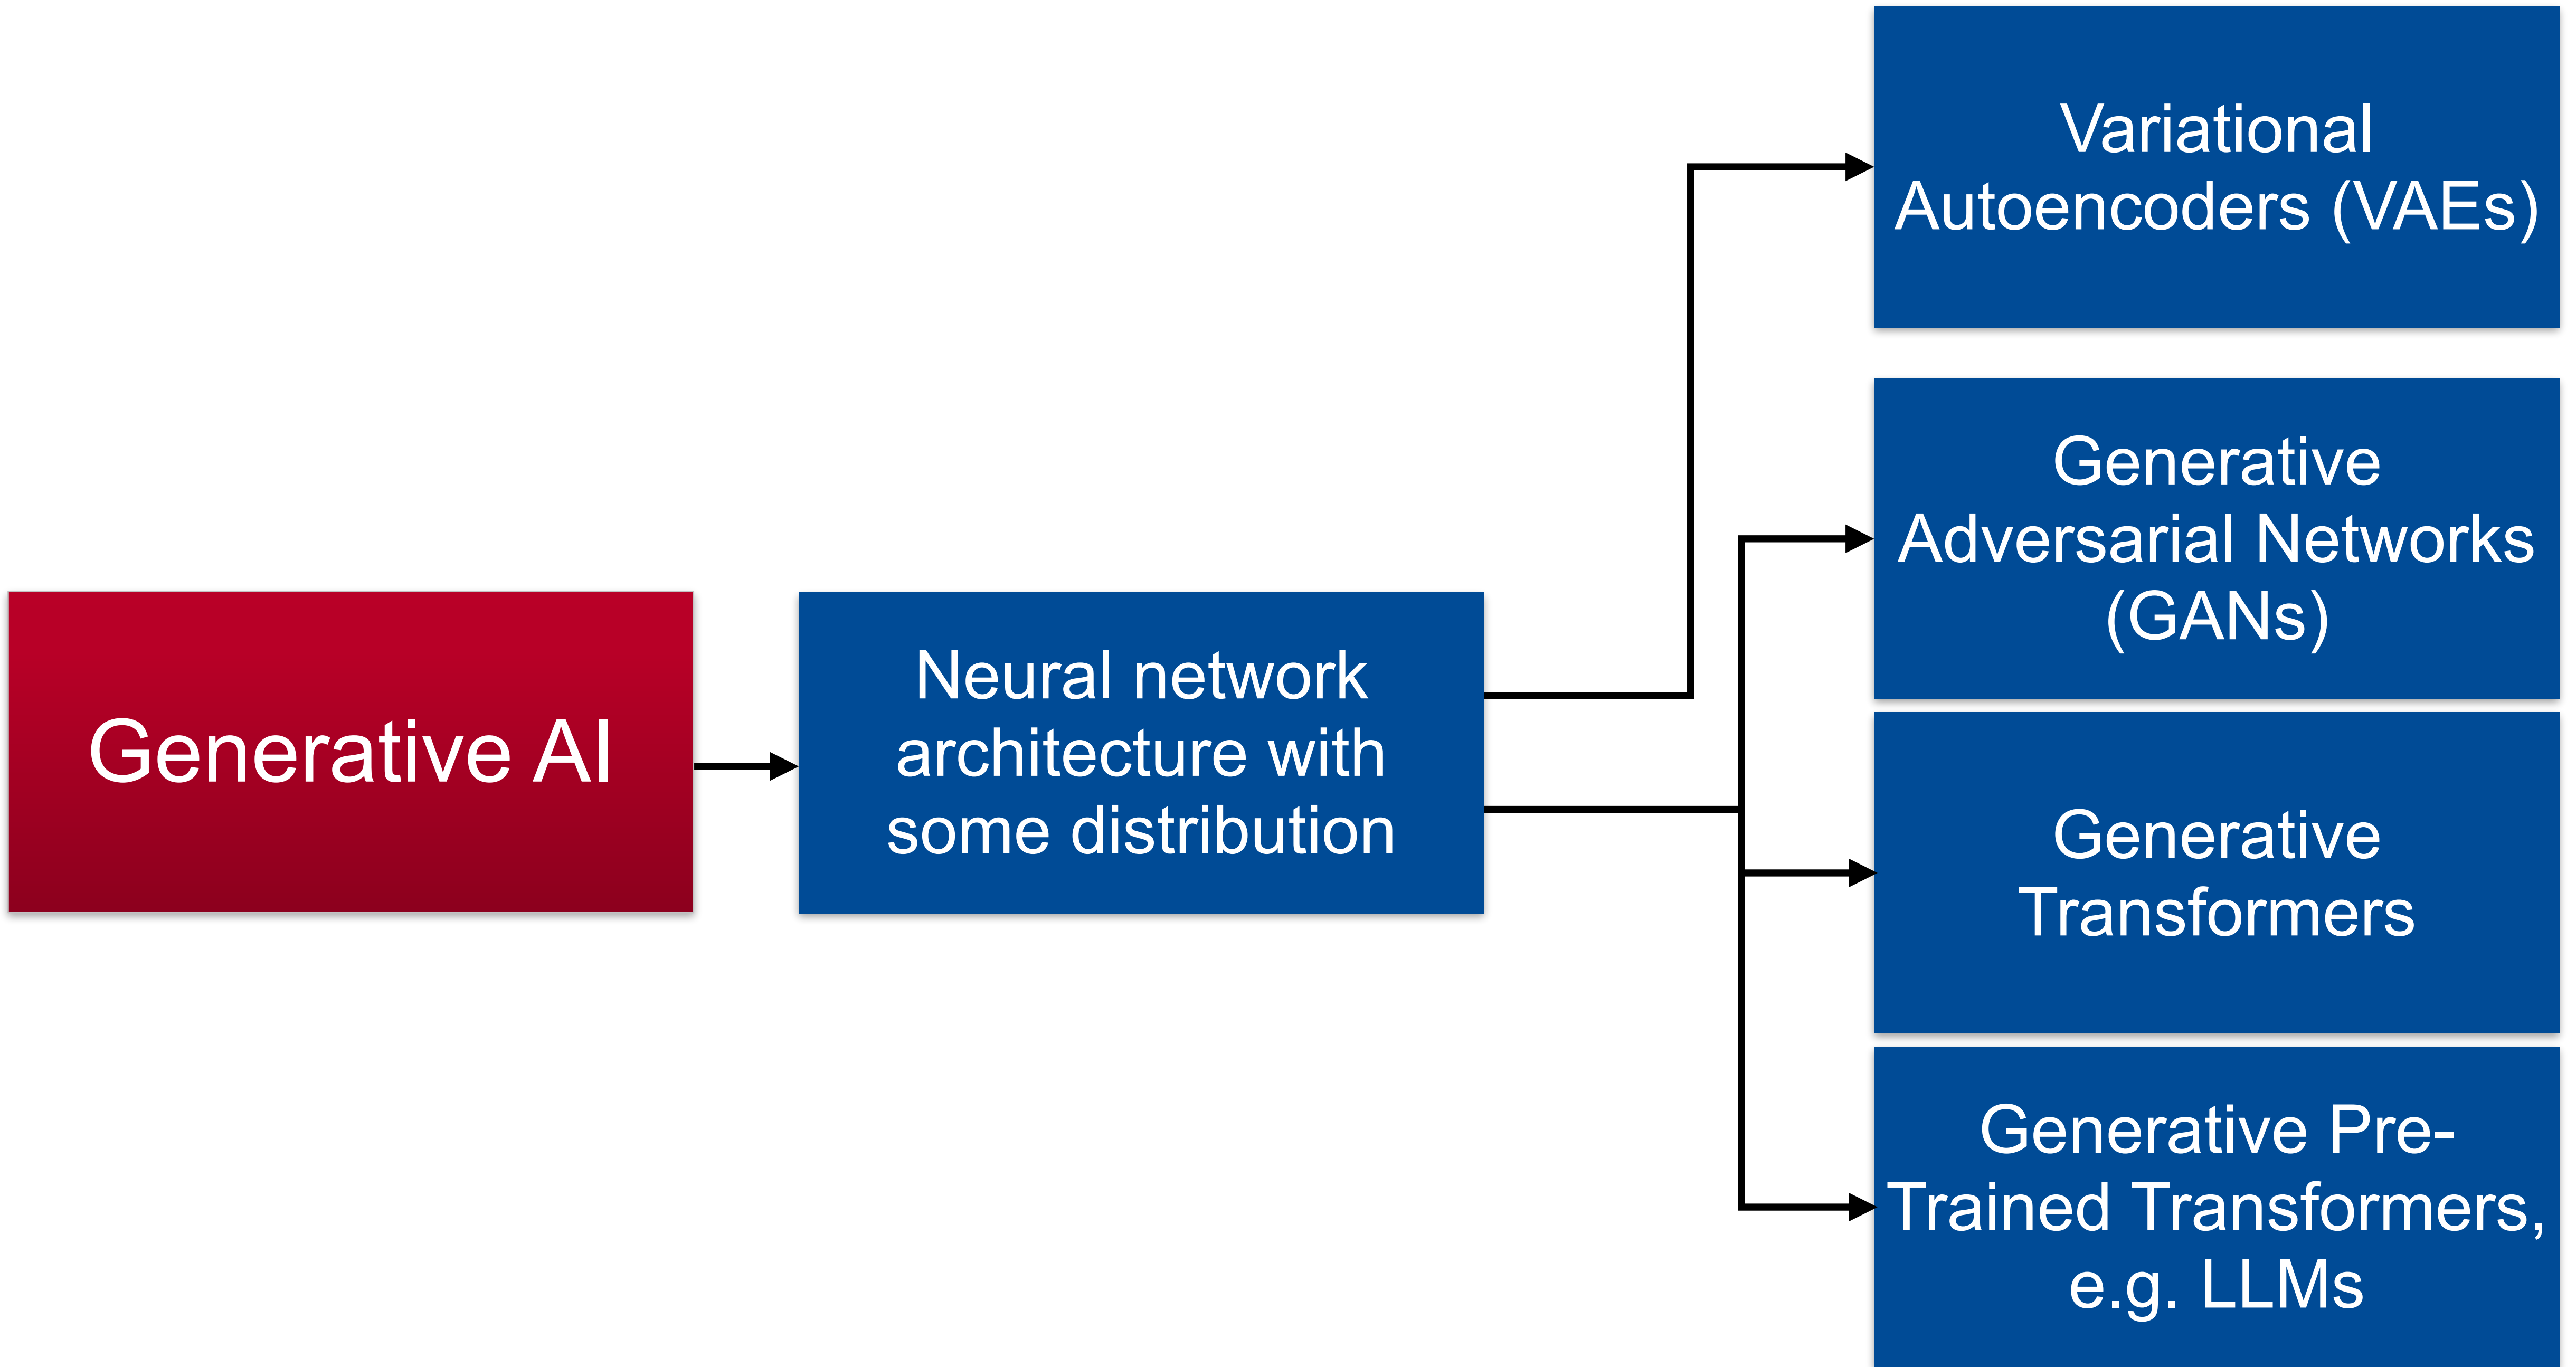 Generative AI
Neural network
architecture with
some distribution
Variational
Autoencoders (VAEs)
Generative
Adversarial Networks
(GANs)
Generative
Transformers
Generative Pre-
Trained Transformers,
e.g. LLMs